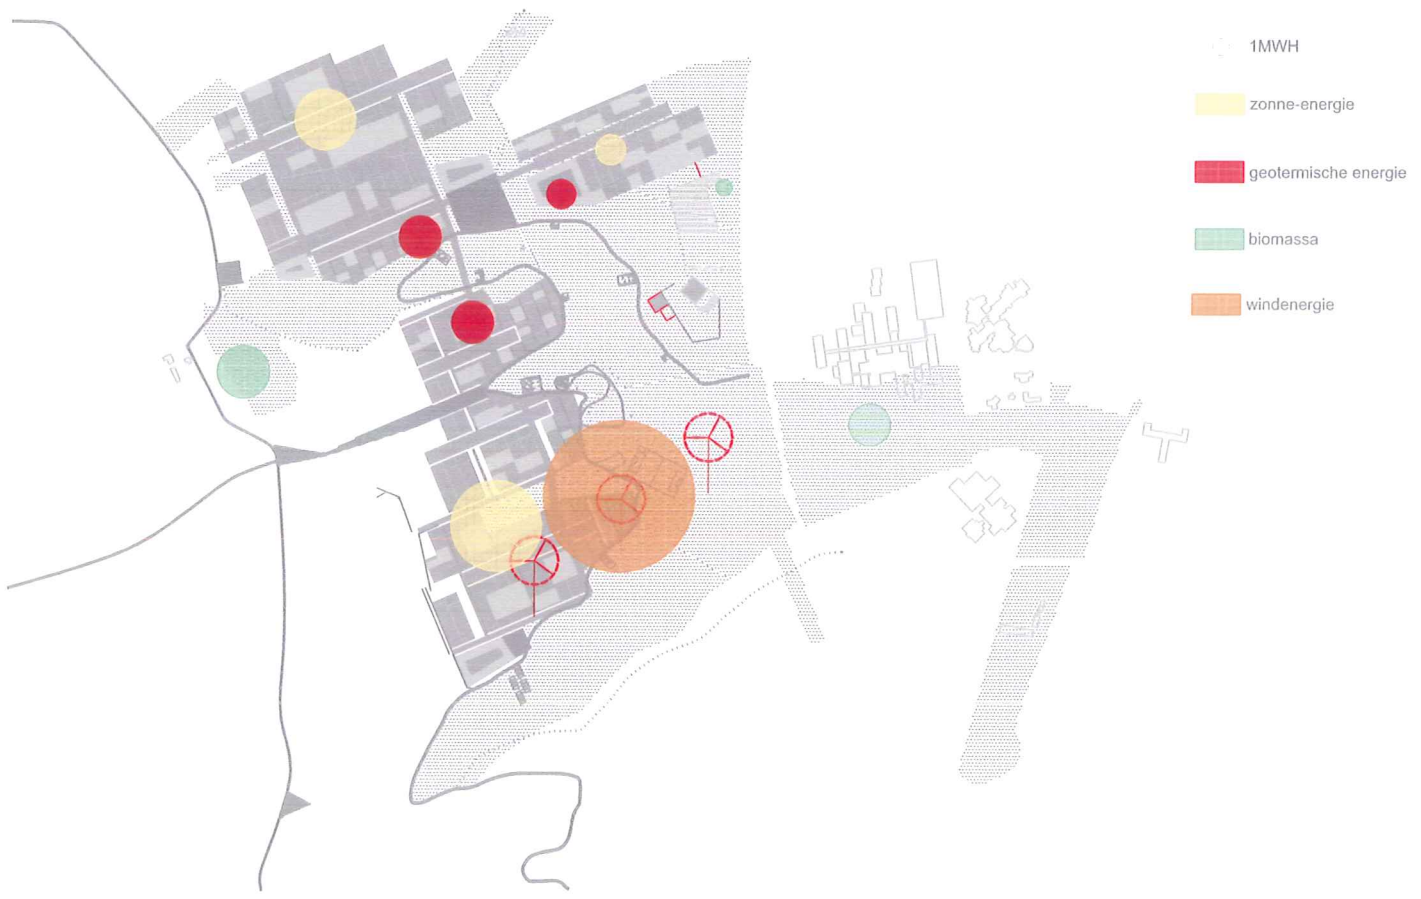 1MWH
zonne-energie
geotermische energie
biomassa
windenergie